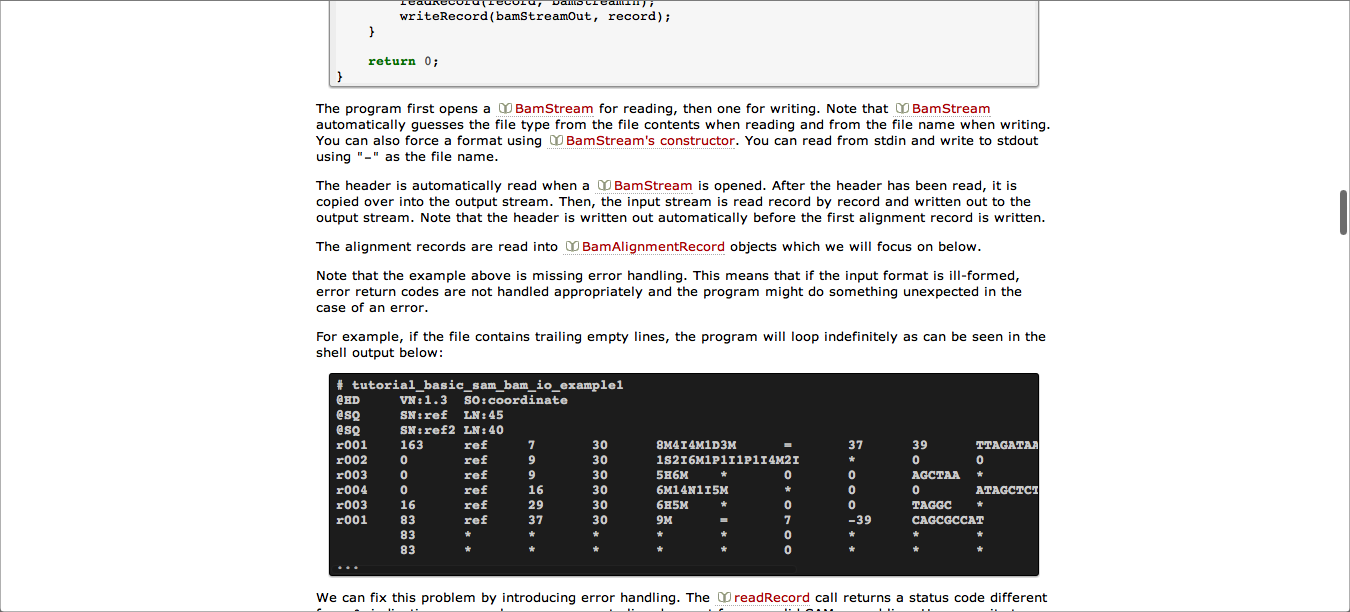 readRecord(record, bamStreamIn);
writeRecord(bamStreamOut, record);
}
return 0;
}
The program first opens a BamStream for reading, then one for writing. Note that BamStream
automatically guesses the file type from the file contents when reading and from the file name when writing.
You can also force a format using BamStream's constructor. You can read from stdin and write to stdout
using "-" as the file name.
The header is automatically read when a BamStream is opened. After the header has been read, it is
copied over into the output stream. Then, the input stream is read record by record and written out to the
output stream. Note that the header is written out automatically before the first alignment record is written.
The alignment records are read into BamAlignmentRecord objects which we will focus on below.
Note that the example above is missing error handling. This means that if the input format is ill-formed,
error return codes are not handled appropriately and the program might do something unexpected in the
case of an error.
For example, if the file contains trailing empty lines, the program will loop indefinitely as can be seen in the
shell output below:
# tutorial_basic_sam_bam_io_example1
@HD VN:1.3 SO:coordinate
@SQ SN:ref LN:45
@SQ SN:ref2 LN:40
r001 163 ref 7 30 8M4I4M1D3M = 37 39 TTAGATAA
r002 0 ref 9 30 1S2I6M1P1I1P1I4M2I * 0 0
r003 0 ref 9 30 5H6M * 0 0 AGCTAA *
r004 0 ref 16 30 6M14N1I5M * 0 0 ATAGCTCT
r003 16 ref 29 30 6H5M * 0 0 TAGGC *
r001 83 ref 37 30 9M = 7 -39 CAGCGCCAT
83 * * * * * 0 * * *
83 * * * * * 0 * * *
...
We can fix this problem by introducing error handling. The readRecord call returns a status code different